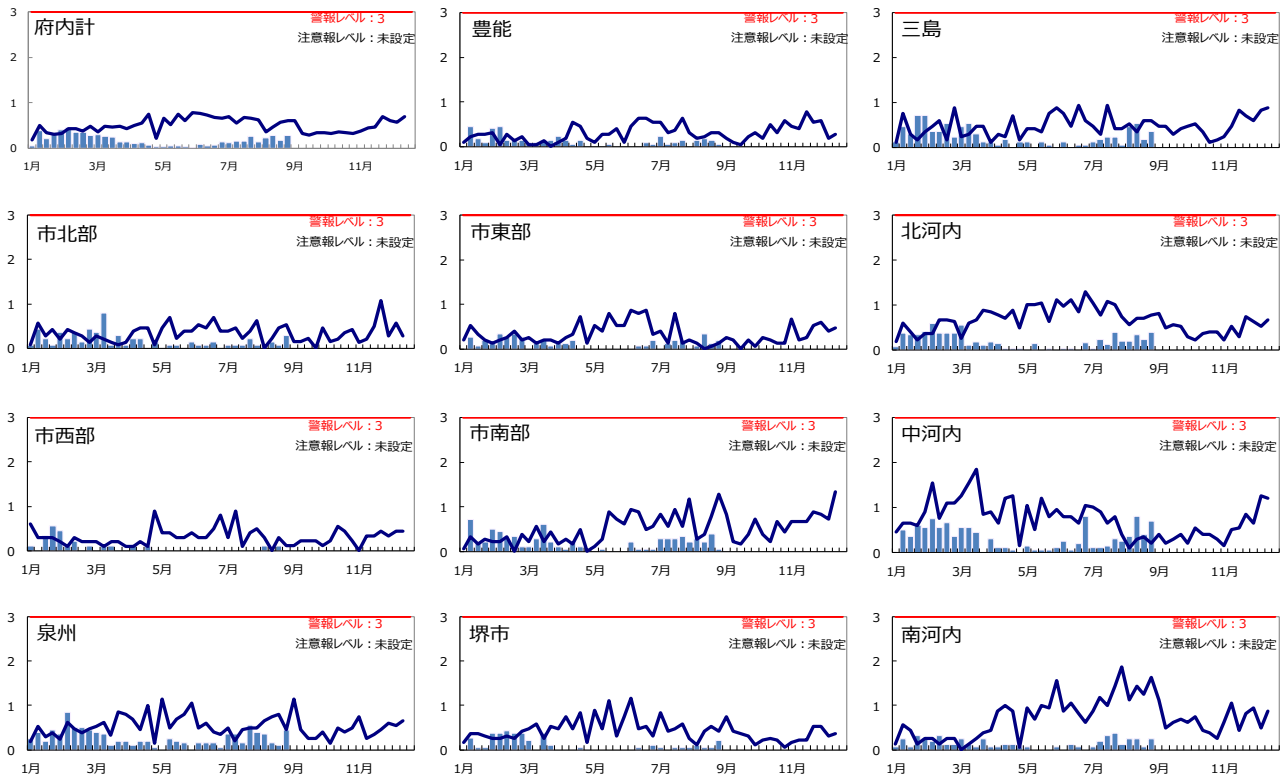 府内計
警報レベル：3
注意報レベル：未設定
3
2
1
0
1月 3月 5月 7月 9月 11月
豊能
警報レベル：3
注意報レベル：未設定
3
2
1
0
1月 3月 5月 7月 9月 11月
三島
警報レベル：3
注意報レベル：未設定
3
2
1
0
1月 3月 5月 7月 9月 11月
市北部
警報レベル：3
注意報レベル：未設定
3
2
1
0
1月 3月 5月 7月 9月 11月
市東部
警報レベル：3
注意報レベル：未設定
3
2
1
0
1月 3月 5月 7月 9月 11月
北河内
警報レベル：3
注意報レベル：未設定
3
2
1
0
1月 3月 5月 7月 9月 11月
市西部
警報レベル：3
注意報レベル：未設定
3
2
1
0
1月 3月 5月 7月 9月 11月
市南部
警報レベル：3
注意報レベル：未設定
3
2
1
0
1月 3月 5月 7月 9月 11月
中河内
警報レベル：3
注意報レベル：未設定
3
2
1
0
1月 3月 5月 7月 9月 11月
泉州
警報レベル：3
注意報レベル：未設定
3
2
1
0
1月 3月 5月 7月 9月 11月
堺市
警報レベル：3
注意報レベル：未設定
3
2
1
0
1月 3月 5月 7月 9月 11月
南河内
警報レベル：3
注意報レベル：未設定
3
2
1
0
1月 3月 5月 7月 9月 11月